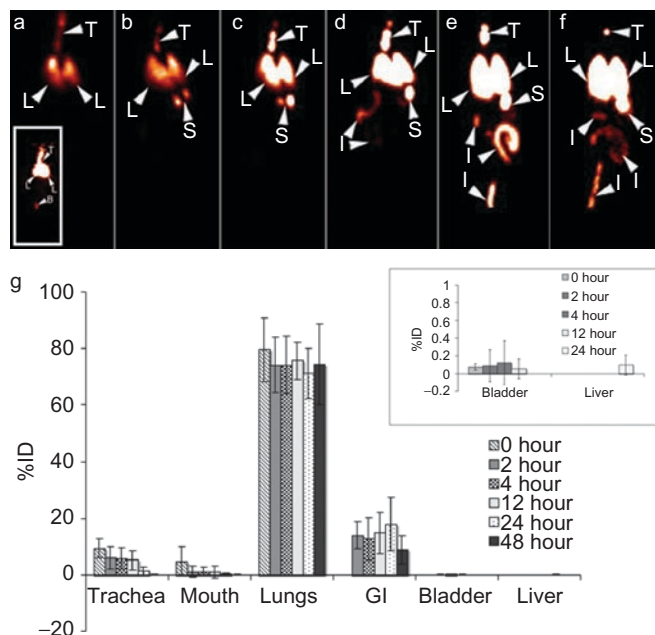 a b c d e f
T T T T T T
L L L L L L
L L L L L L
S S S S
I I I I
I I
T
L L
B
g
%ID
100
80
60
40
20
0
−20
Trachea Mouth Lungs GI Bladder Liver
0 hour
2 hour
4 hour
12 hour
24 hour
48 hour
%ID
1
0.8
0.6
0.4
0.2
0
−0.2
Bladder Liver
0 hour
2 hour
4 hour
12 hour
24 hour